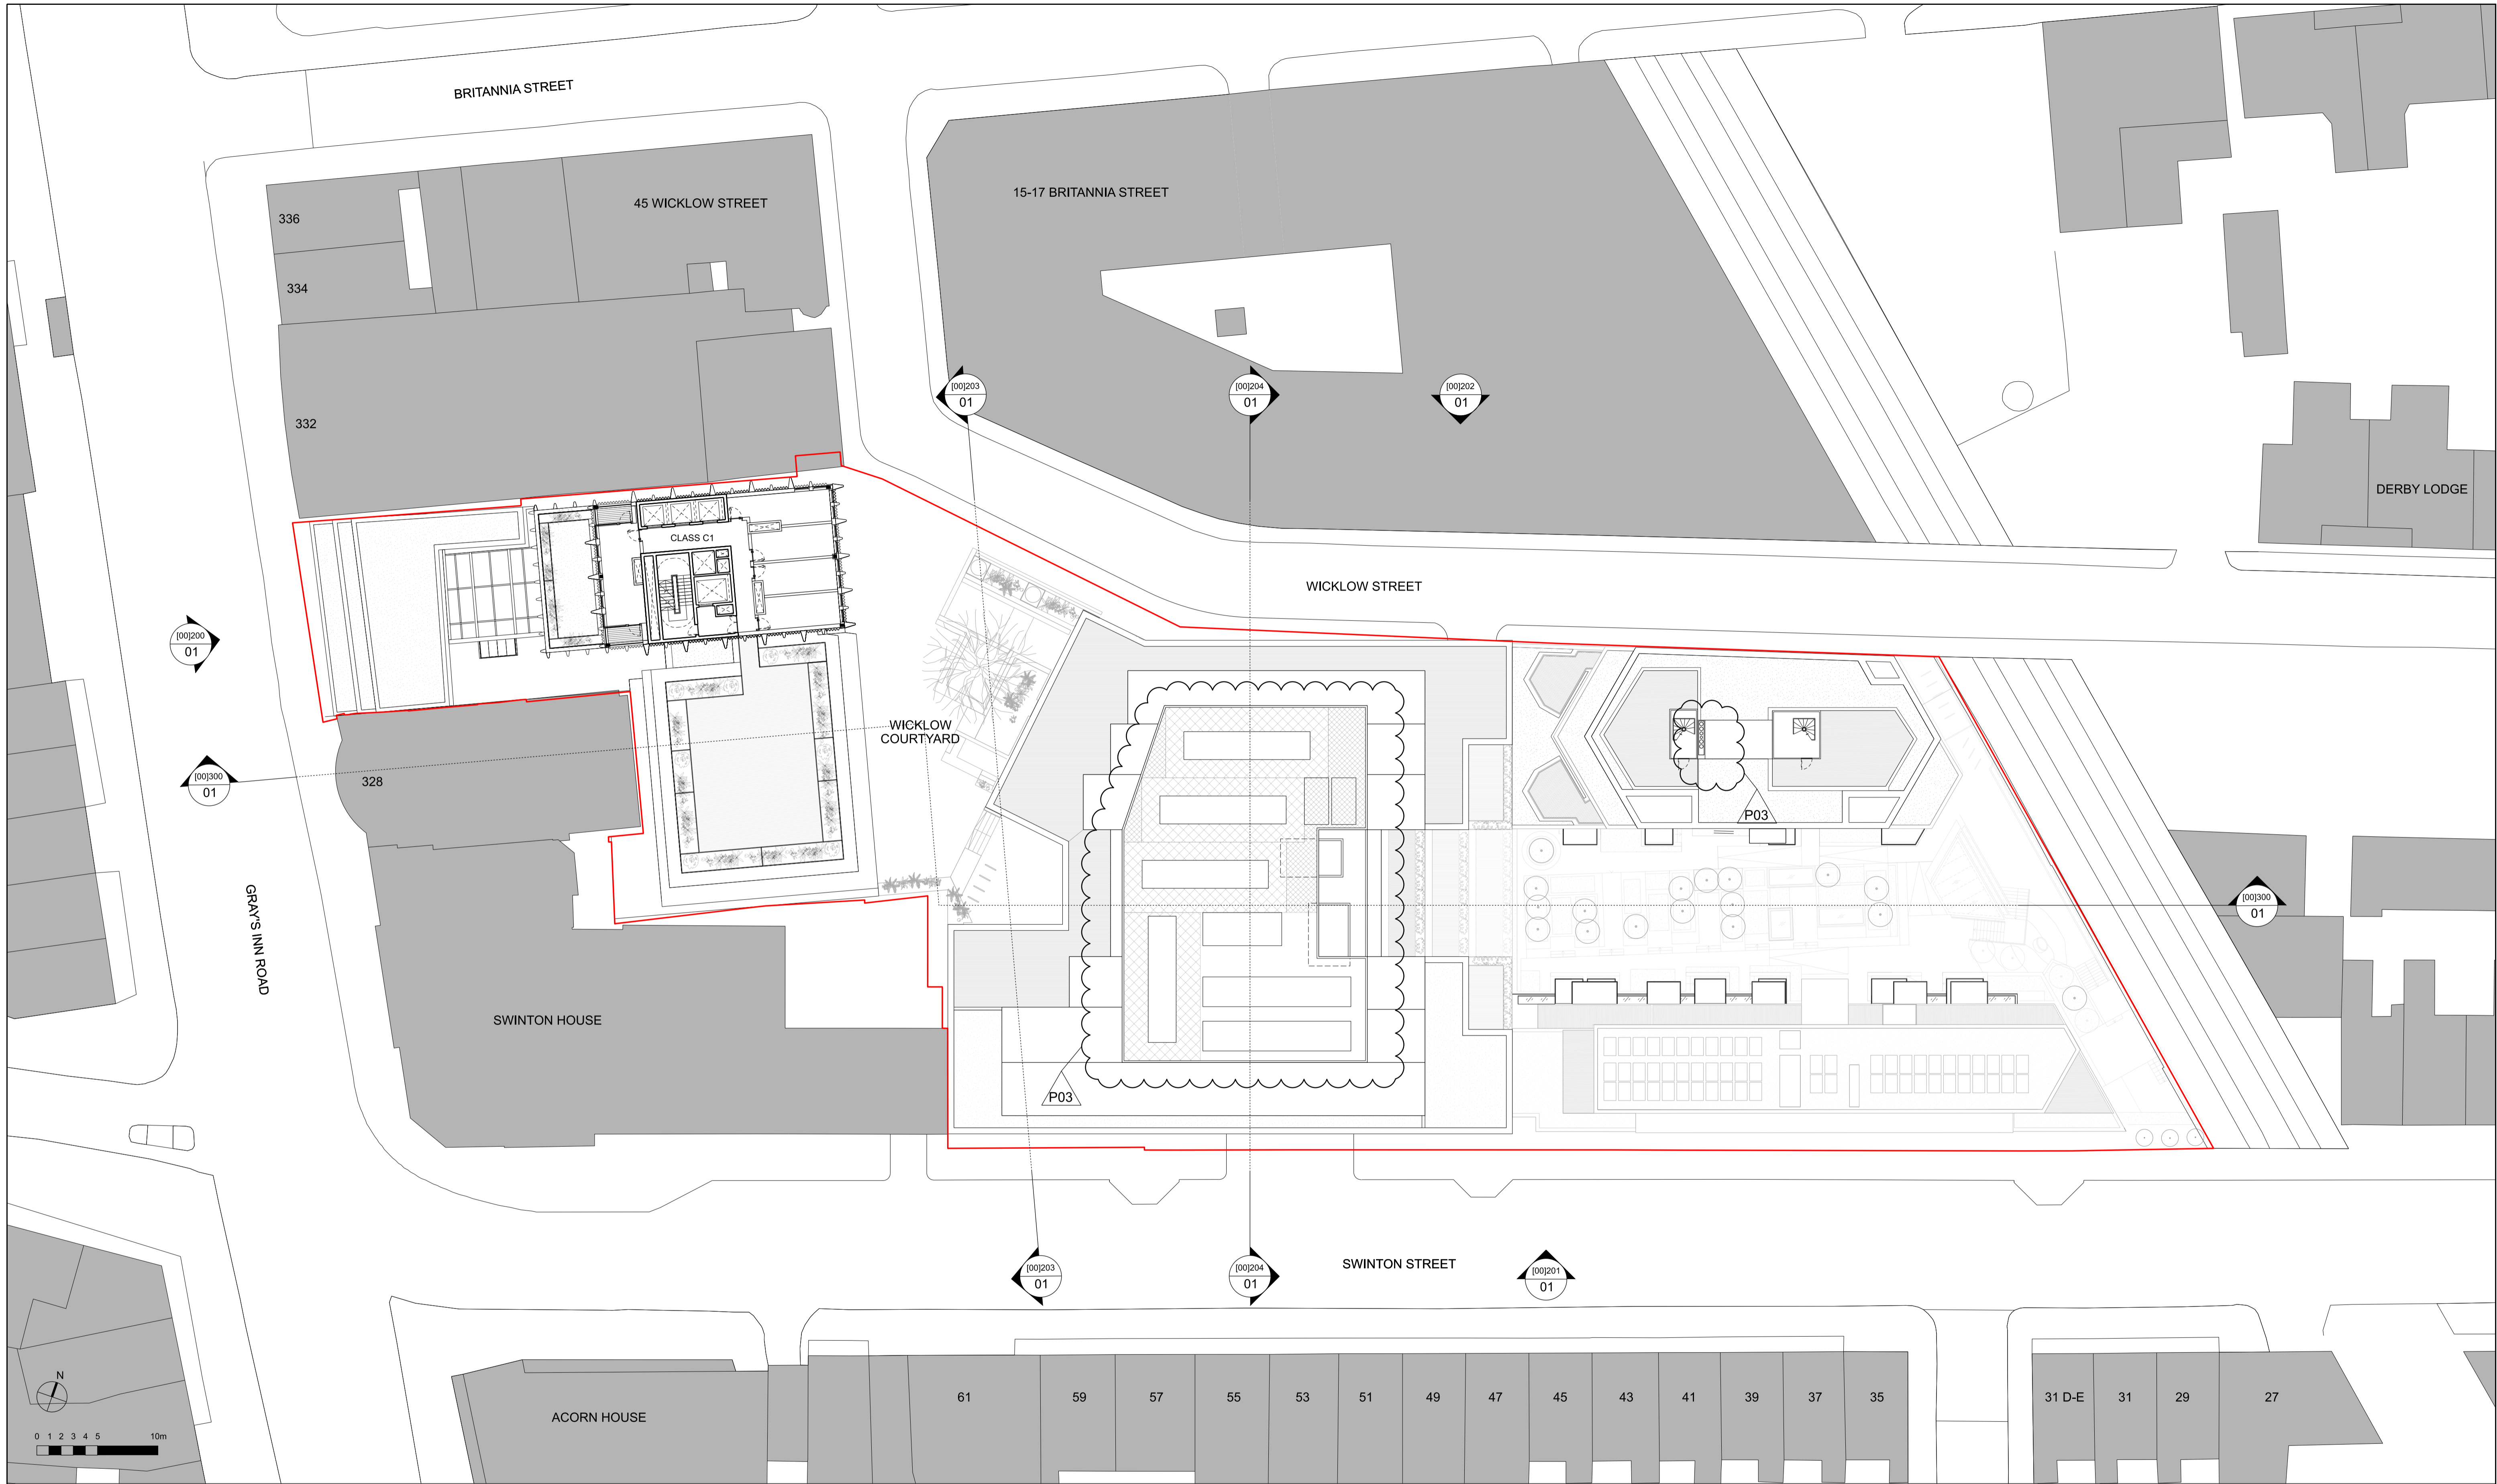 BRITANNIA STREET
336
45 WICKLOW STREET
15-17 BRITANNIA STREET
334
332
[00]203
01
[00]204
01
[00]202
01
DERBY LODGE
CLASS C1
WICKLOW STREET
[00]200
01
WICKLOW
COURTYARD
[00]300
01
328
P03
GRAY'S INN ROAD
[00]300
01
SWINTON HOUSE
P03
[00]203
01
[00]204
01
SWINTON STREET
[00]201
01
N
0 1 2 3 4 5 10m
ACORN HOUSE
61
59
57
55
53
51
49
47
45
43
41
39
37
35
31 D-E
31
29
27